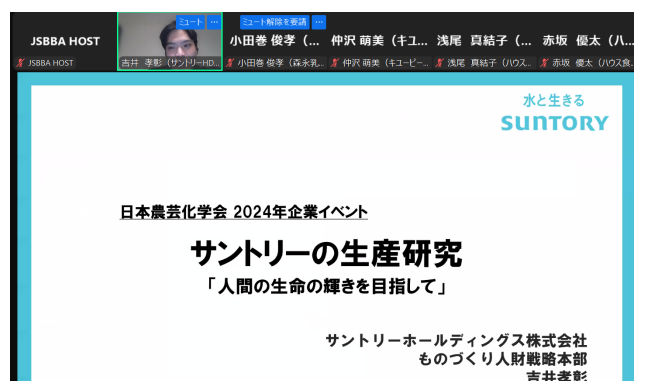 ミュート ...
ミュート解除を要請 ...
JSBBA HOST
小田巻 俊孝（...
仲沢 萌美（キユ...
浅尾 真結子（...
赤坂 優太（ハ...
JSBBA HOST
吉井 孝彰（サントリーHD...
小田巻 俊孝（森永乳...
仲沢 萌美（キユーピー...
浅尾 真結子（ハウス...
赤坂 優太（ハウス食...
水と生きる
SUNTORY
日本農芸化学会 2024年企業イベント
サントリーの生産研究
「人間の生命の輝きを目指して」
サントリーホールディングス株式会社
ものづくり人財戦略本部
吉井孝彰